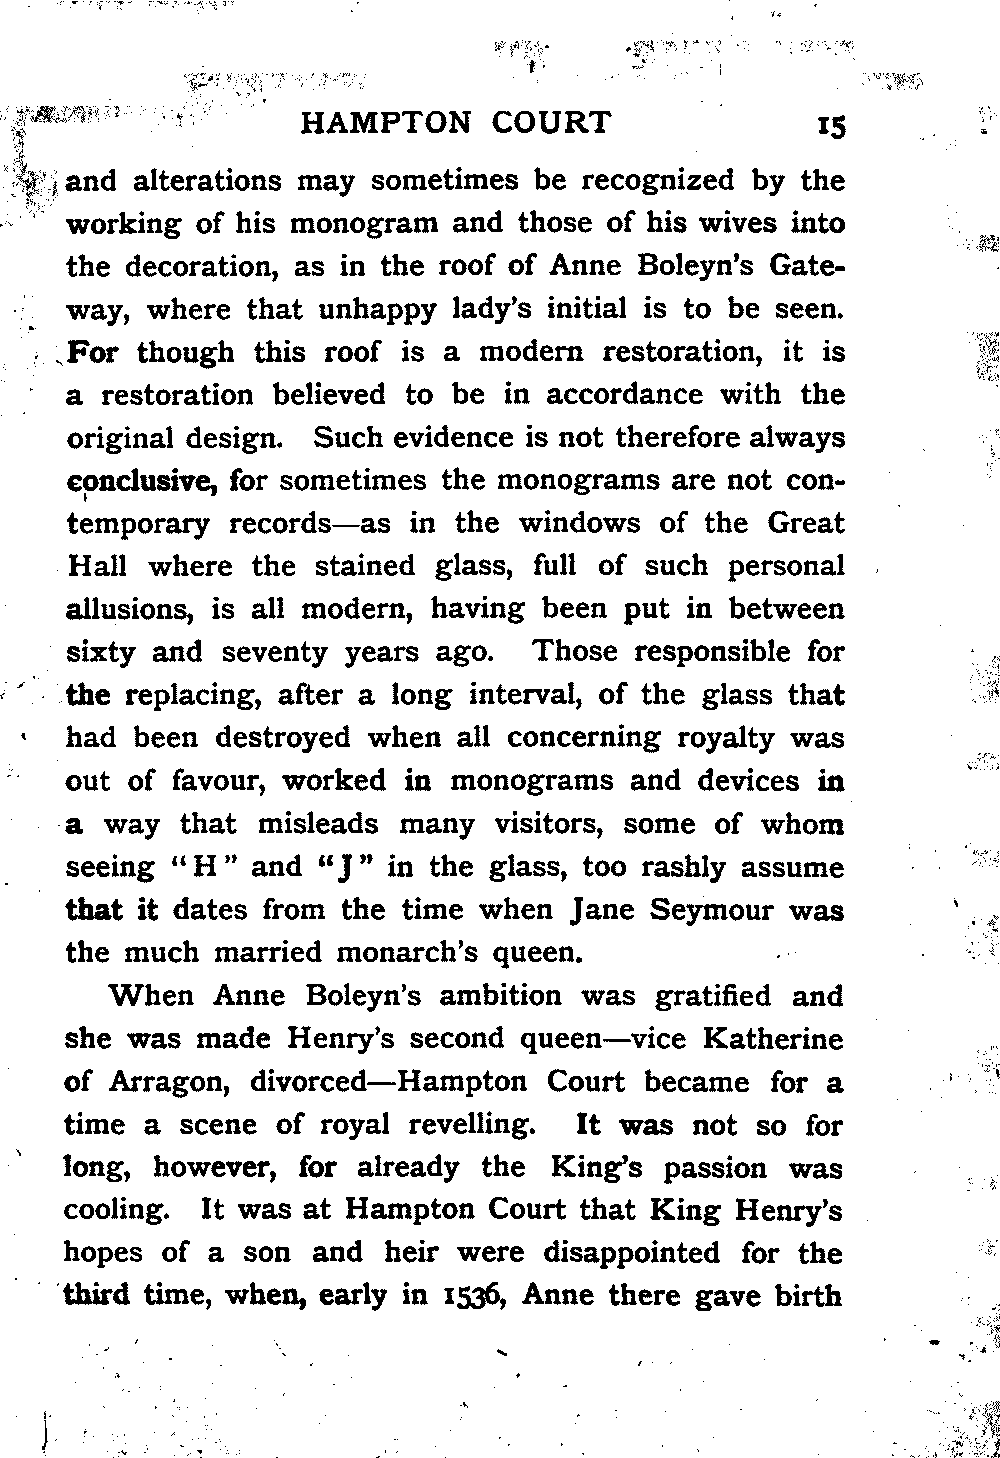 HAMPTON COURT 15
and alterations may sometimes be recognized by the
working of his monogram and those of his wives into
the decoration, as in the roof of Anne Boleyn's Gate-
way, where that unhappy lady's initial is to be seen.
For though this roof is a modern restoration, it is
a restoration believed to be in accordance with the
original design. Such evidence is not therefore always
conclusive, for sometimes the monograms are not con-
temporary records—as in the windows of the Great
Hall where the stained glass, full of such personal
allusions, is all modern, having been put in between
sixty and seventy years ago. Those responsible for
the replacing, after a long interval, of the glass that
had been destroyed when all concerning royalty was
out of favour, worked in monograms and devices in
a way that misleads many visitors, some of whom
seeing "H" and "J" in the glass, too rashly assume
that it dates from the time when Jane Seymour was
the much married monarch's queen.
When Anne Boleyn's ambition was gratified and
she was made Henry's second queen—vice Katherine
of Arragon, divorced—Hampton Court became for a
time a scene of royal revelling. It was not so for
long, however, for already the King's passion was
cooling. It was at Hampton Court that King Henry's
hopes of a son and heir were disappointed for the
third time, when, early in 1536, Anne there gave birth